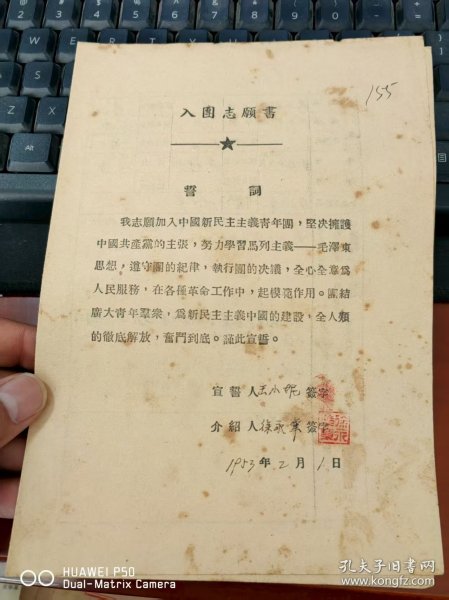 155
入團志願書
誓詞
我志願加入中國新民主主義青年團，堅决擁護
中國共產黨的主張，努力學習馬列主義——毛澤東
思想，遵守團的紀律，執行團的决議，全心全意爲
人民服務，在各種革命工作中，起模範作用。團結
廣大青年羣衆，爲新民主主義中國的建設，全人類
的徹底解放，奮鬥到底。謹此宣誓。
宣誓人王小妮簽字
介紹人徐 簽字
1953年2月1日
HUAWEI P50
Dual-Matrix Camera
孔夫子旧书网
www.kongfz.com